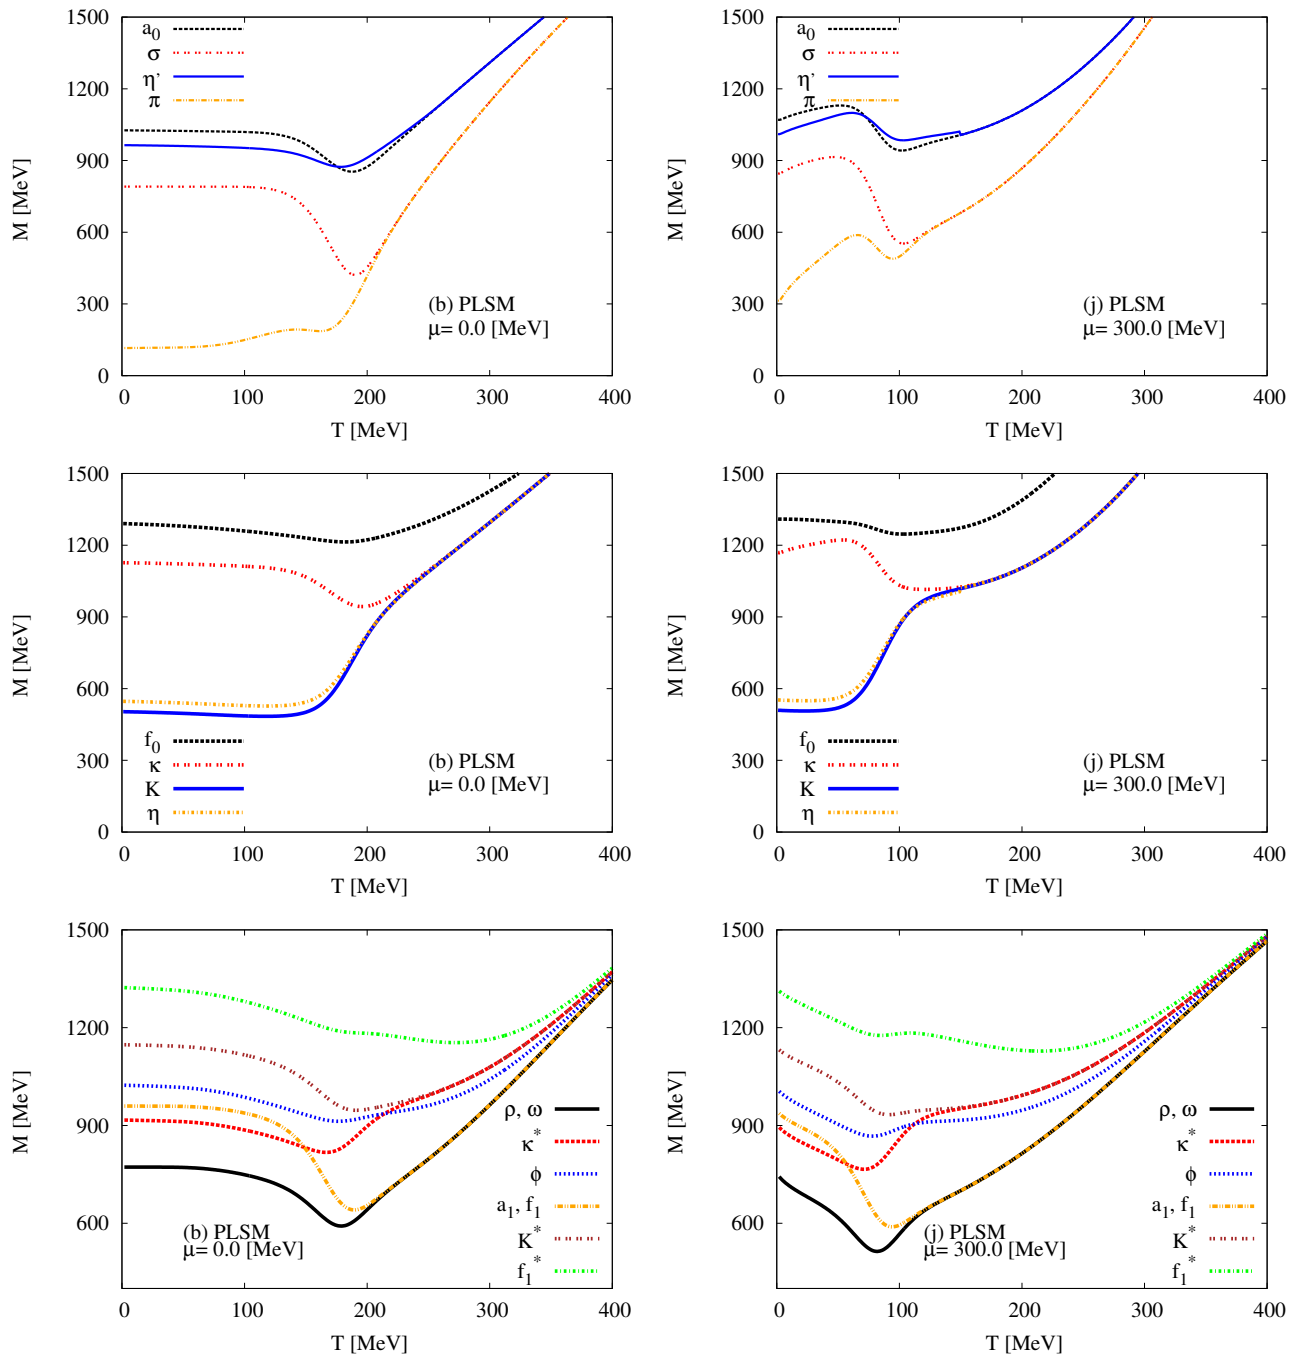 1500
1200
900
600
300
0
M [MeV]
a₀
σ
η’
π
(b) PLSM
μ= 0.0 [MeV]
0 100 200 300 400
T [MeV]
1500
1200
900
600
300
0
M [MeV]
a₀
σ
η’
π
(j) PLSM
μ= 300.0 [MeV]
0 100 200 300 400
T [MeV]
1500
1200
900
600
300
0
M [MeV]
f₀
κ
K
η
(b) PLSM
μ= 0.0 [MeV]
0 100 200 300 400
T [MeV]
1500
1200
900
600
300
0
M [MeV]
f₀
κ
K
η
(j) PLSM
μ= 300.0 [MeV]
0 100 200 300 400
T [MeV]
1500
1200
900
600
M [MeV]
ρ, ω
κ*
ϕ
a₁, f₁
K*
f₁*
(b) PLSM
μ= 0.0 [MeV]
0 100 200 300 400
T [MeV]
1500
1200
900
600
M [MeV]
ρ, ω
κ*
ϕ
a₁, f₁
K*
f₁*
(j) PLSM
μ= 300.0 [MeV]
0 100 200 300 400
T [MeV]